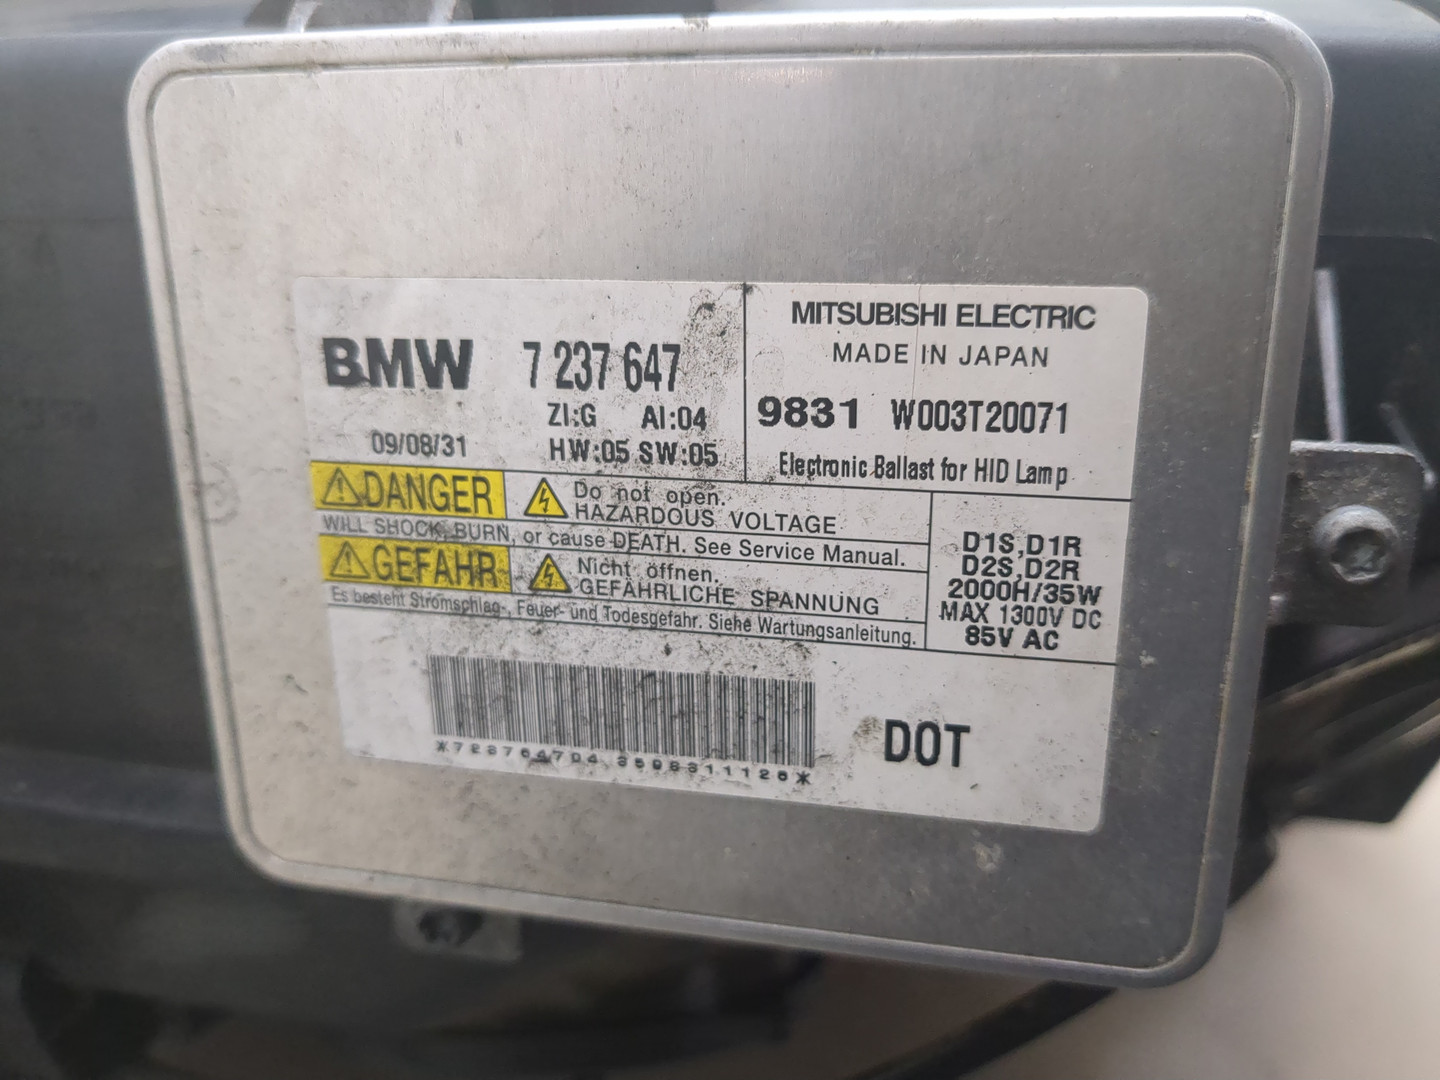 BMW 7 237 647
ZI:G AI:04
09/08/31 HW:05 SW:05
MITSUBISHI ELECTRIC
MADE IN JAPAN
9831 W003T20071
Electronic Ballast for HID Lamp
DANGER
Do not open.
HAZARDOUS VOLTAGE
WILL SHOCK, BURN, or cause DEATH. See Service Manual.
GEFAHR
Nicht öffnen.
GEFÄHRLICHE SPANNUNG
Es besteht Stromschlag-, Feuer- und Todesgefahr. Siehe Wartungsanleitung.
D1S,D1R
D2S,D2R
2000H/35W
MAX 1300V DC
85V AC
DOT